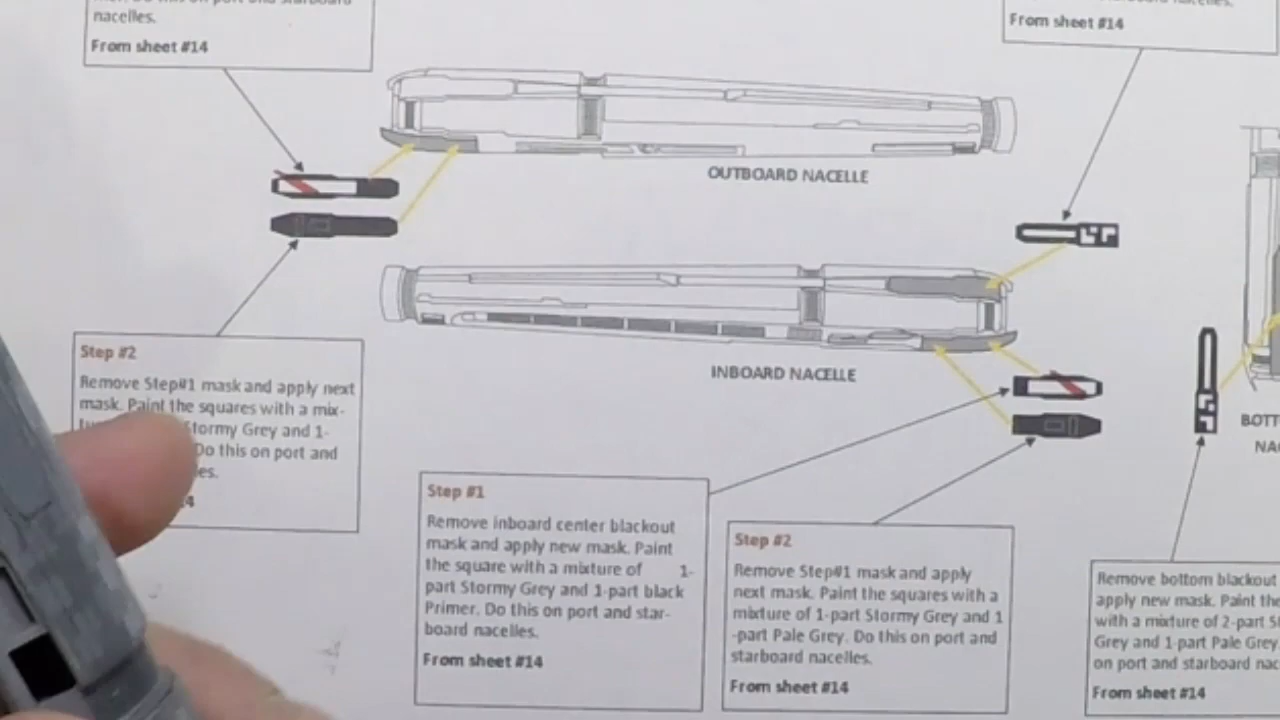 nacelles.
From sheet #14
From sheet #14
OUTBOARD NACELLE
INBOARD NACELLE
Step #2
Remove Step#1 mask and apply next
mask. Paint the squares with a mix-
Stormy Grey and 1-
Do this on port and
Step #1
Remove inboard center blackout
mask and apply new mask. Paint
the square with a mixture of 1-
part Stormy Grey and 1-part black
Primer. Do this on port and star-
board nacelles.
From sheet #14
Step #2
Remove Step#1 mask and apply
next mask. Paint the squares with a
mixture of 1-part Stormy Grey and 1
-part Pale Grey. Do this on port and
starboard nacelles.
From sheet #14
Remove bottom blackout
apply new mask. Paint the
with a mixture of 2-part
Grey and 1-part Pale Grey
on port and starboard
From sheet #14